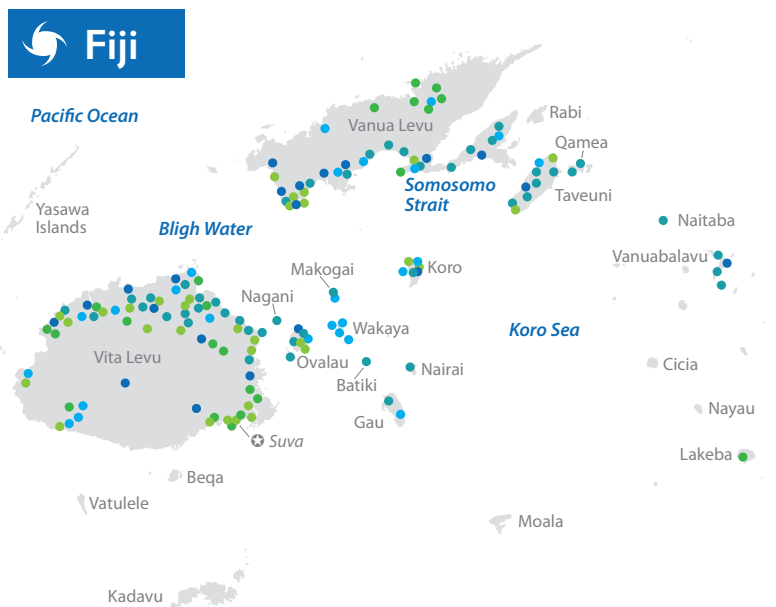 Fiji
Pacific Ocean
Vanua Levu
Rabi
Qamea
Somosomo
Strait
Taveuni
Yasawa
Islands
Bligh Water
Naitaba
Vanuabalavu
Makogai
Koro
Nagani
Wakaya
Koro Sea
Vita Levu
Ovalau
Batiki
Nairai
Cicia
Gau
Nayau
Suva
Lakeba
Beqa
Vatulele
Moala
Kadavu